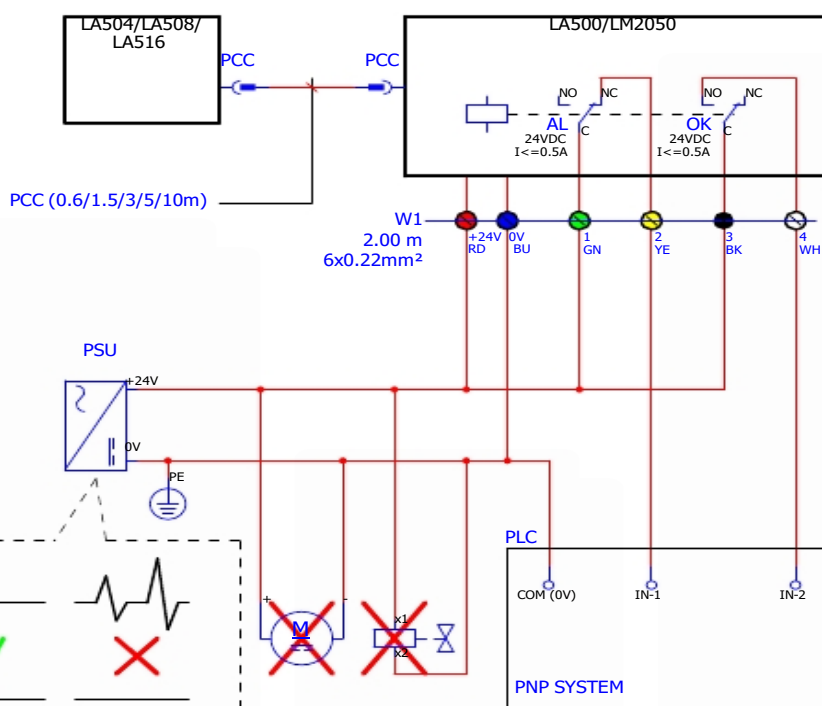 LA504/LA508/
LA516
LA500/LM2050
PCC
PCC
NO
NC
NO
NC
AL
C
OK
C
24VDC
I<=0.5A
24VDC
I<=0.5A
PCC (0.6/1.5/3/5/10m)
W1
2.00 m
6x0.22mm²
+24V
RD
0V
BU
1
GN
2
YE
3
BK
4
WH
PSU
+24V
0V
PE
PLC
COM (0V)
IN-1
IN-2
+
-
M
x1
x2
PNP SYSTEM